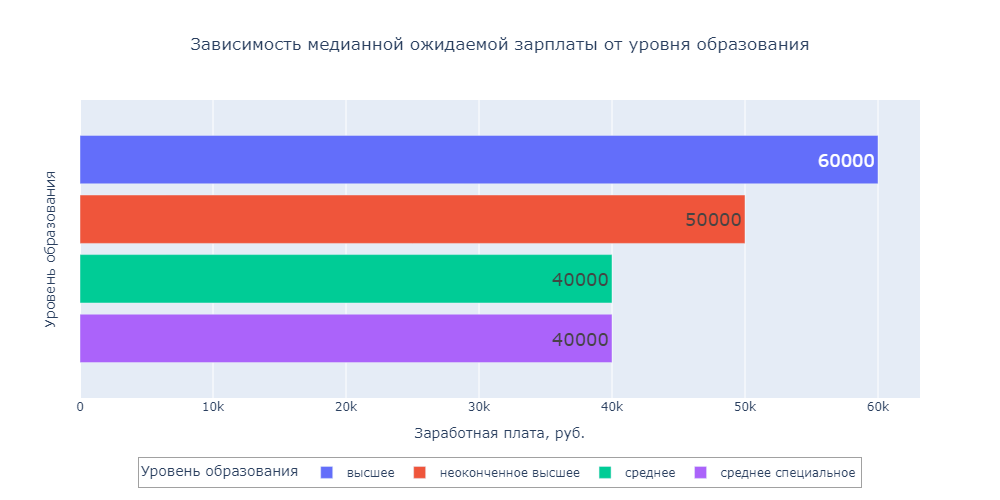 Зависимость медианной ожидаемой зарплаты от уровня образования
Уровень образования
60000
50000
40000
40000
0 10k 20k 30k 40k 50k 60k
Заработная плата, руб.
Уровень образования высшее неоконченное высшее среднее среднее специальное